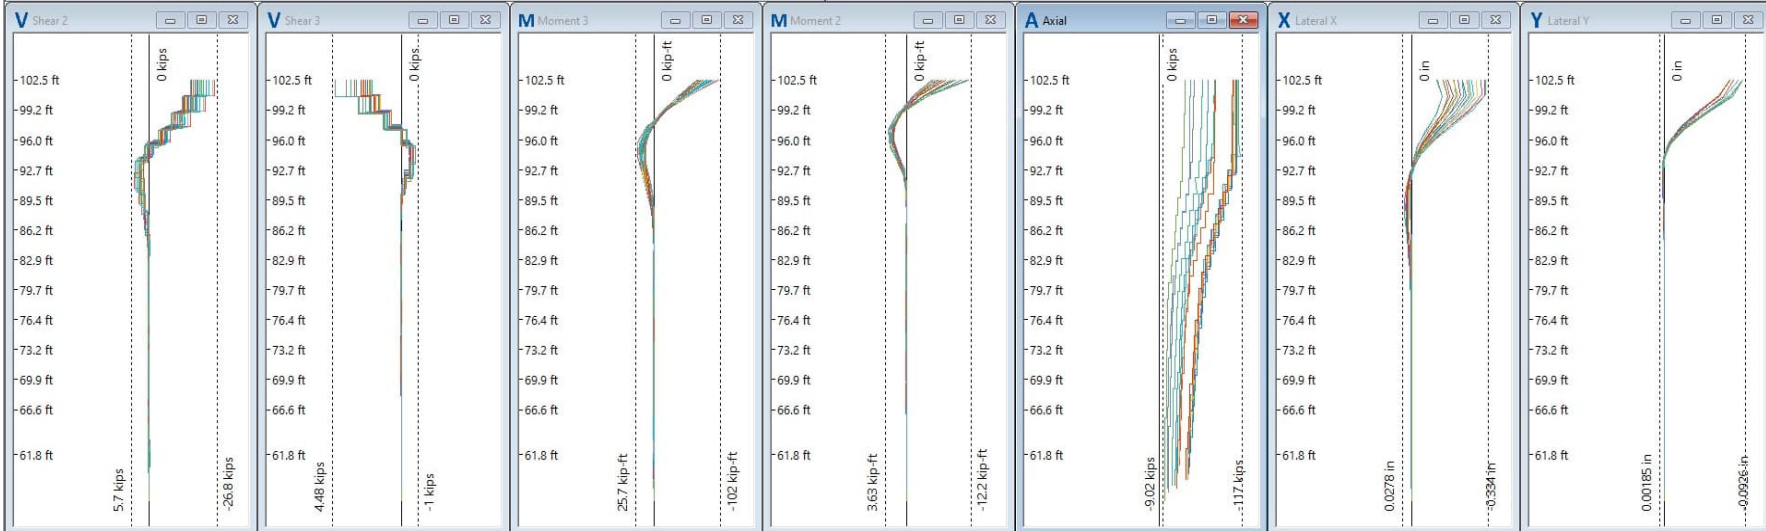 V Shear 2
0 kips
102.5 ft
99.2 ft
96.0 ft
92.7 ft
89.5 ft
86.2 ft
82.9 ft
79.7 ft
76.4 ft
73.2 ft
69.9 ft
66.6 ft
61.8 ft
5.7 kips
-26.8 kips
V Shear 3
0 kips
102.5 ft
99.2 ft
96.0 ft
92.7 ft
89.5 ft
86.2 ft
82.9 ft
79.7 ft
76.4 ft
73.2 ft
69.9 ft
66.6 ft
61.8 ft
4.48 kips
-1 kips
M Moment 3
0 kip-ft
102.5 ft
99.2 ft
96.0 ft
92.7 ft
89.5 ft
86.2 ft
82.9 ft
79.7 ft
76.4 ft
73.2 ft
69.9 ft
66.6 ft
61.8 ft
25.7 kip-ft
-102 kip-ft
M Moment 2
0 kip-ft
102.5 ft
99.2 ft
96.0 ft
92.7 ft
89.5 ft
86.2 ft
82.9 ft
79.7 ft
76.4 ft
73.2 ft
69.9 ft
66.6 ft
61.8 ft
3.63 kip-ft
-12.2 kip-ft
A Axial
0 kips
102.5 ft
99.2 ft
96.0 ft
92.7 ft
89.5 ft
86.2 ft
82.9 ft
79.7 ft
76.4 ft
73.2 ft
69.9 ft
66.6 ft
61.8 ft
-9.02 kips
-117 kips
X Lateral X
0 in
102.5 ft
99.2 ft
96.0 ft
92.7 ft
89.5 ft
86.2 ft
82.9 ft
79.7 ft
76.4 ft
73.2 ft
69.9 ft
66.6 ft
61.8 ft
0.0278 in
-0.334 in
Y Lateral Y
0 in
102.5 ft
99.2 ft
96.0 ft
92.7 ft
89.5 ft
86.2 ft
82.9 ft
79.7 ft
76.4 ft
73.2 ft
69.9 ft
66.6 ft
61.8 ft
0.00185 in
-0.0926 in